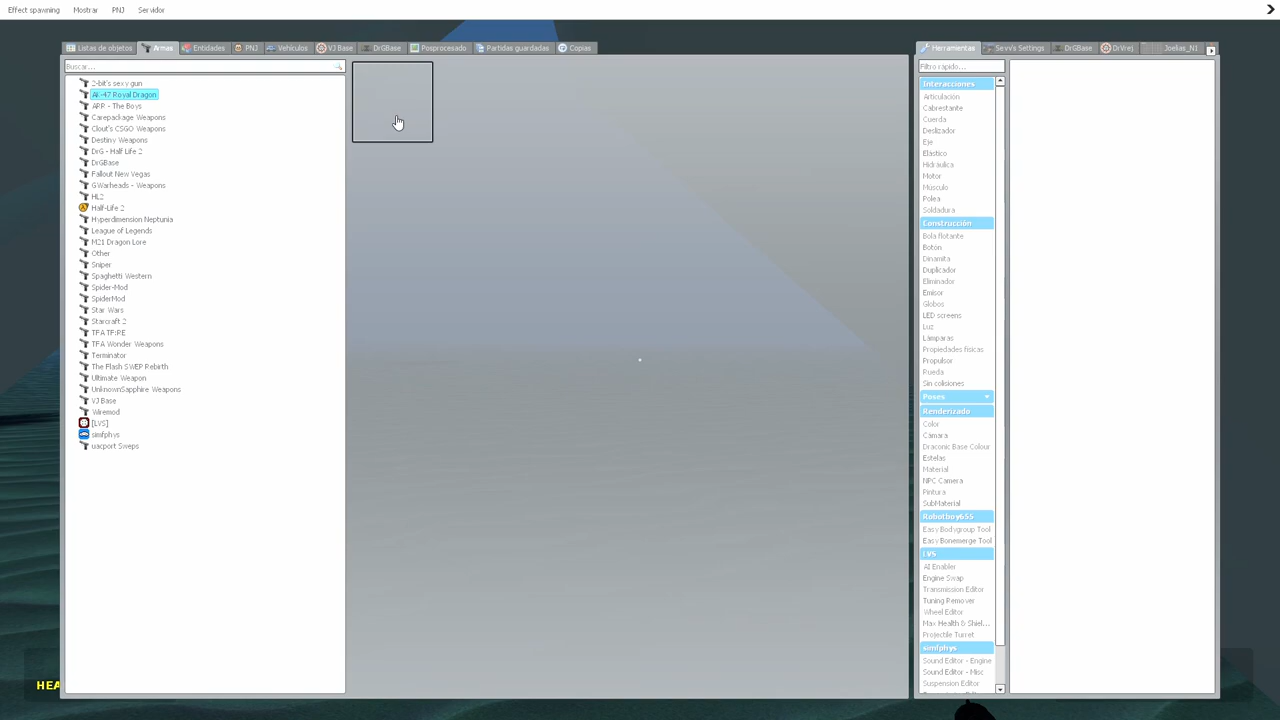 Effect spawning Mostrar PNJ Servidor
Listas de objetos Armas Entidades PNJ Vehículos VJ Base DrGBase Posprocesado Partidas guardadas Copias
Buscar...
2-bit's sexy gun
AK-47 Royal Dragon
APR - The Boys
Carepackage Weapons
Clout's CSGO Weapons
Destiny Weapons
DrG - Half Life 2
DrGBase
Fallout New Vegas
GWarheads - Weapons
HL2
Half-Life 2
Hyperdimension Neptunia
League of Legends
M21 Dragon Lore
Other
Sniper
Spaghetti Western
Spider-Mod
SpiderMod
Star Wars
Starcraft 2
TFA TF:RE
TFA Wonder Weapons
Terminator
The Flash SWEP Rebirth
Ultimate Weapon
UnknownSapphire Weapons
VJ Base
Wiremod
[LVS]
simfphys
uacport Sweps
HEA
Herramientas Sevv's Settings DrGBase DrVrej Joelias_N1
Filtro rápido...
Interacciones
Articulación
Cabrestante
Cuerda
Deslizador
Eje
Elástico
Hidráulica
Motor
Músculo
Polea
Soldadura
Construcción
Bola flotante
Botón
Dinamita
Duplicador
Eliminador
Emisor
Globos
LED screens
Luz
Lámparas
Propiedades físicas
Propulsor
Rueda
Sin colisiones
Poses
Renderizado
Color
Cámara
Draconic Base Colour
Estelas
Material
NPC Camera
Pintura
SubMaterial
Robotboy655
Easy Bodygroup Tool
Easy Bonemerge Tool
LVS
AI Enabler
Engine Swap
Transmission Editor
Tuning Remover
Wheel Editor
Max Health & Shiel...
Projectile Turret
simfphys
Sound Editor - Engine
Sound Editor - Misc
Suspension Editor